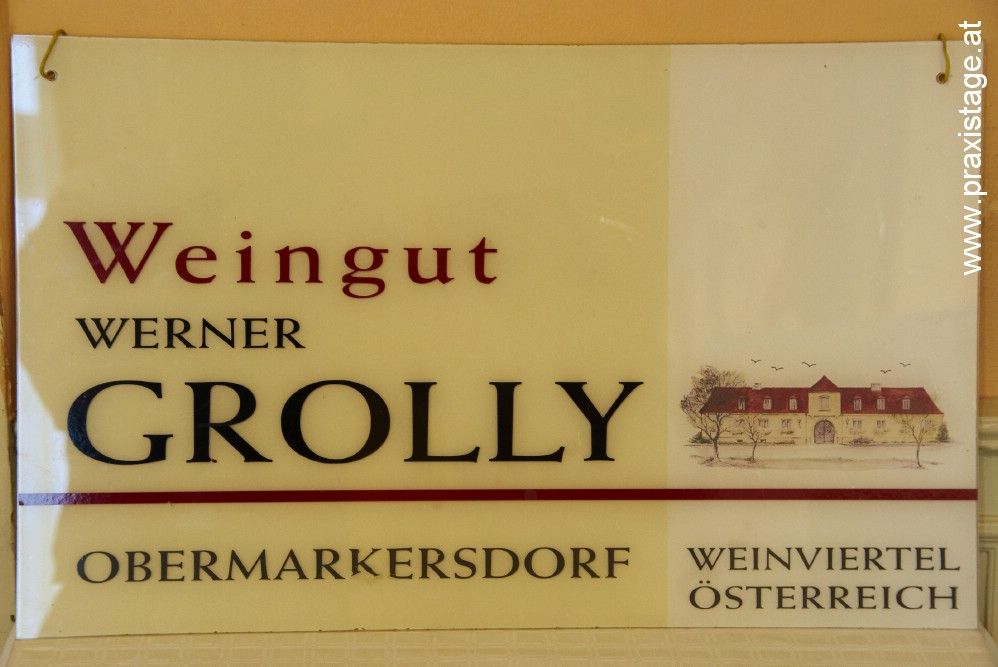 Weingut
WERNER
GROLLY
OBERMARKERSDORF
WEINVIERTEL
ÖSTERREICH
www.praxistage.at